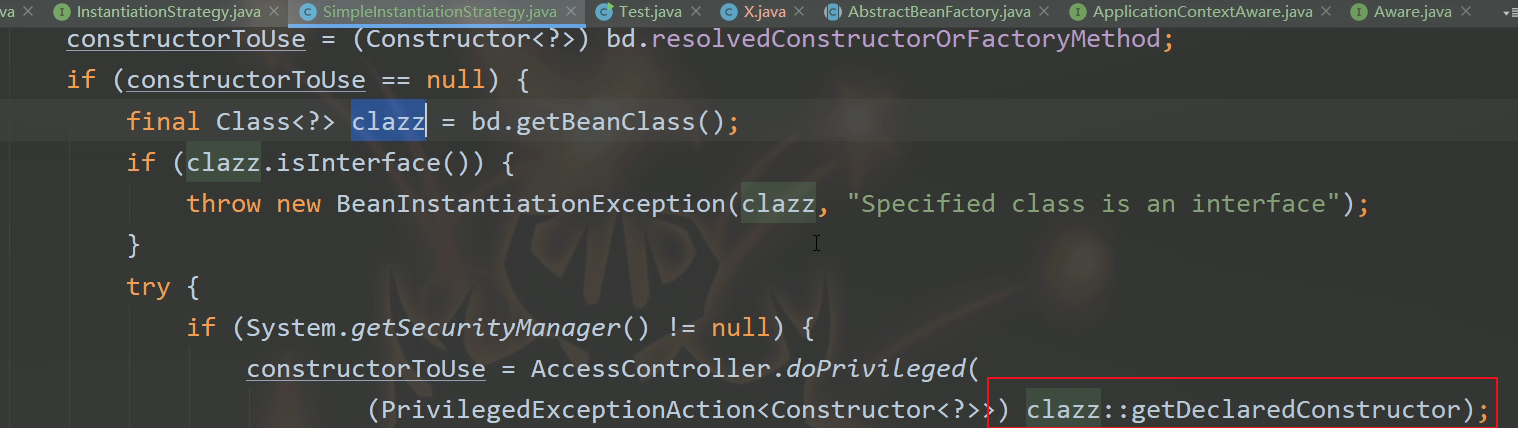 va InstantiationStrategy.java SimpleInstantiationStrategy.java Test.java X.java AbstractBeanFactory.java ApplicationContextAware.java Aware.java
constructorToUse = (Constructor<?>) bd.resolvedConstructorOrFactoryMethod;
if (constructorToUse == null) {
final Class<?> clazz = bd.getBeanClass();
if (clazz.isInterface()) {
throw new BeanInstantiationException(clazz, "Specified class is an interface");
}
try {
if (System.getSecurityManager() != null) {
constructorToUse = AccessController.doPrivileged(
(PrivilegedExceptionAction<Constructor<?>>) clazz::getDeclaredConstructor);